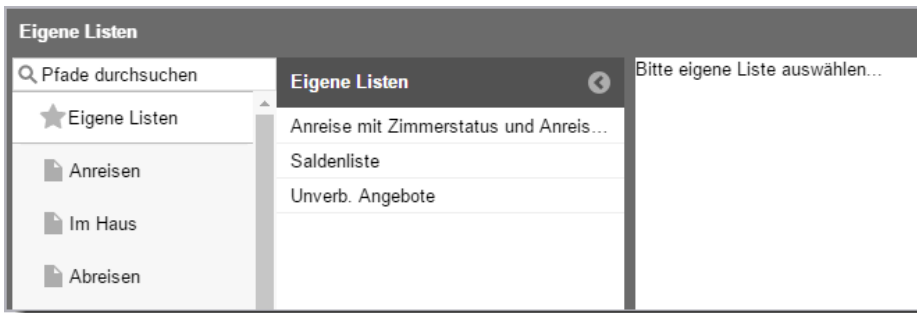 Eigene Listen
Pfade durchsuchen
Eigene Listen
Anreisen
Im Haus
Abreisen
Eigene Listen
Anreise mit Zimmerstatus und Anreis...
Saldenliste
Unverb. Angebote
Bitte eigene Liste auswählen...